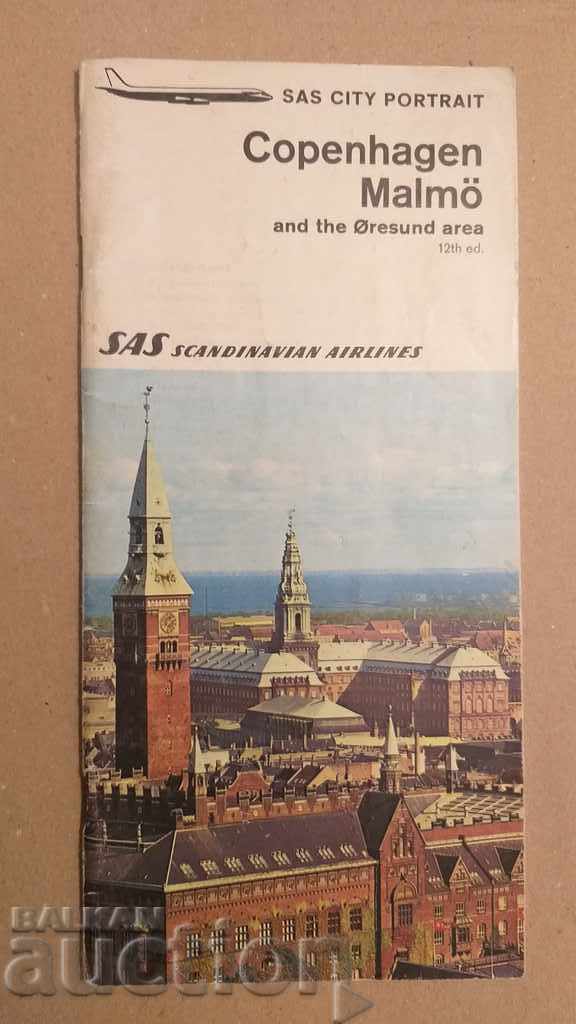 SAS CITY PORTRAIT
Copenhagen
Malmö
and the Øresund area
12th ed.
SAS SCANDINAVIAN AIRLINES
BALKAN
auction